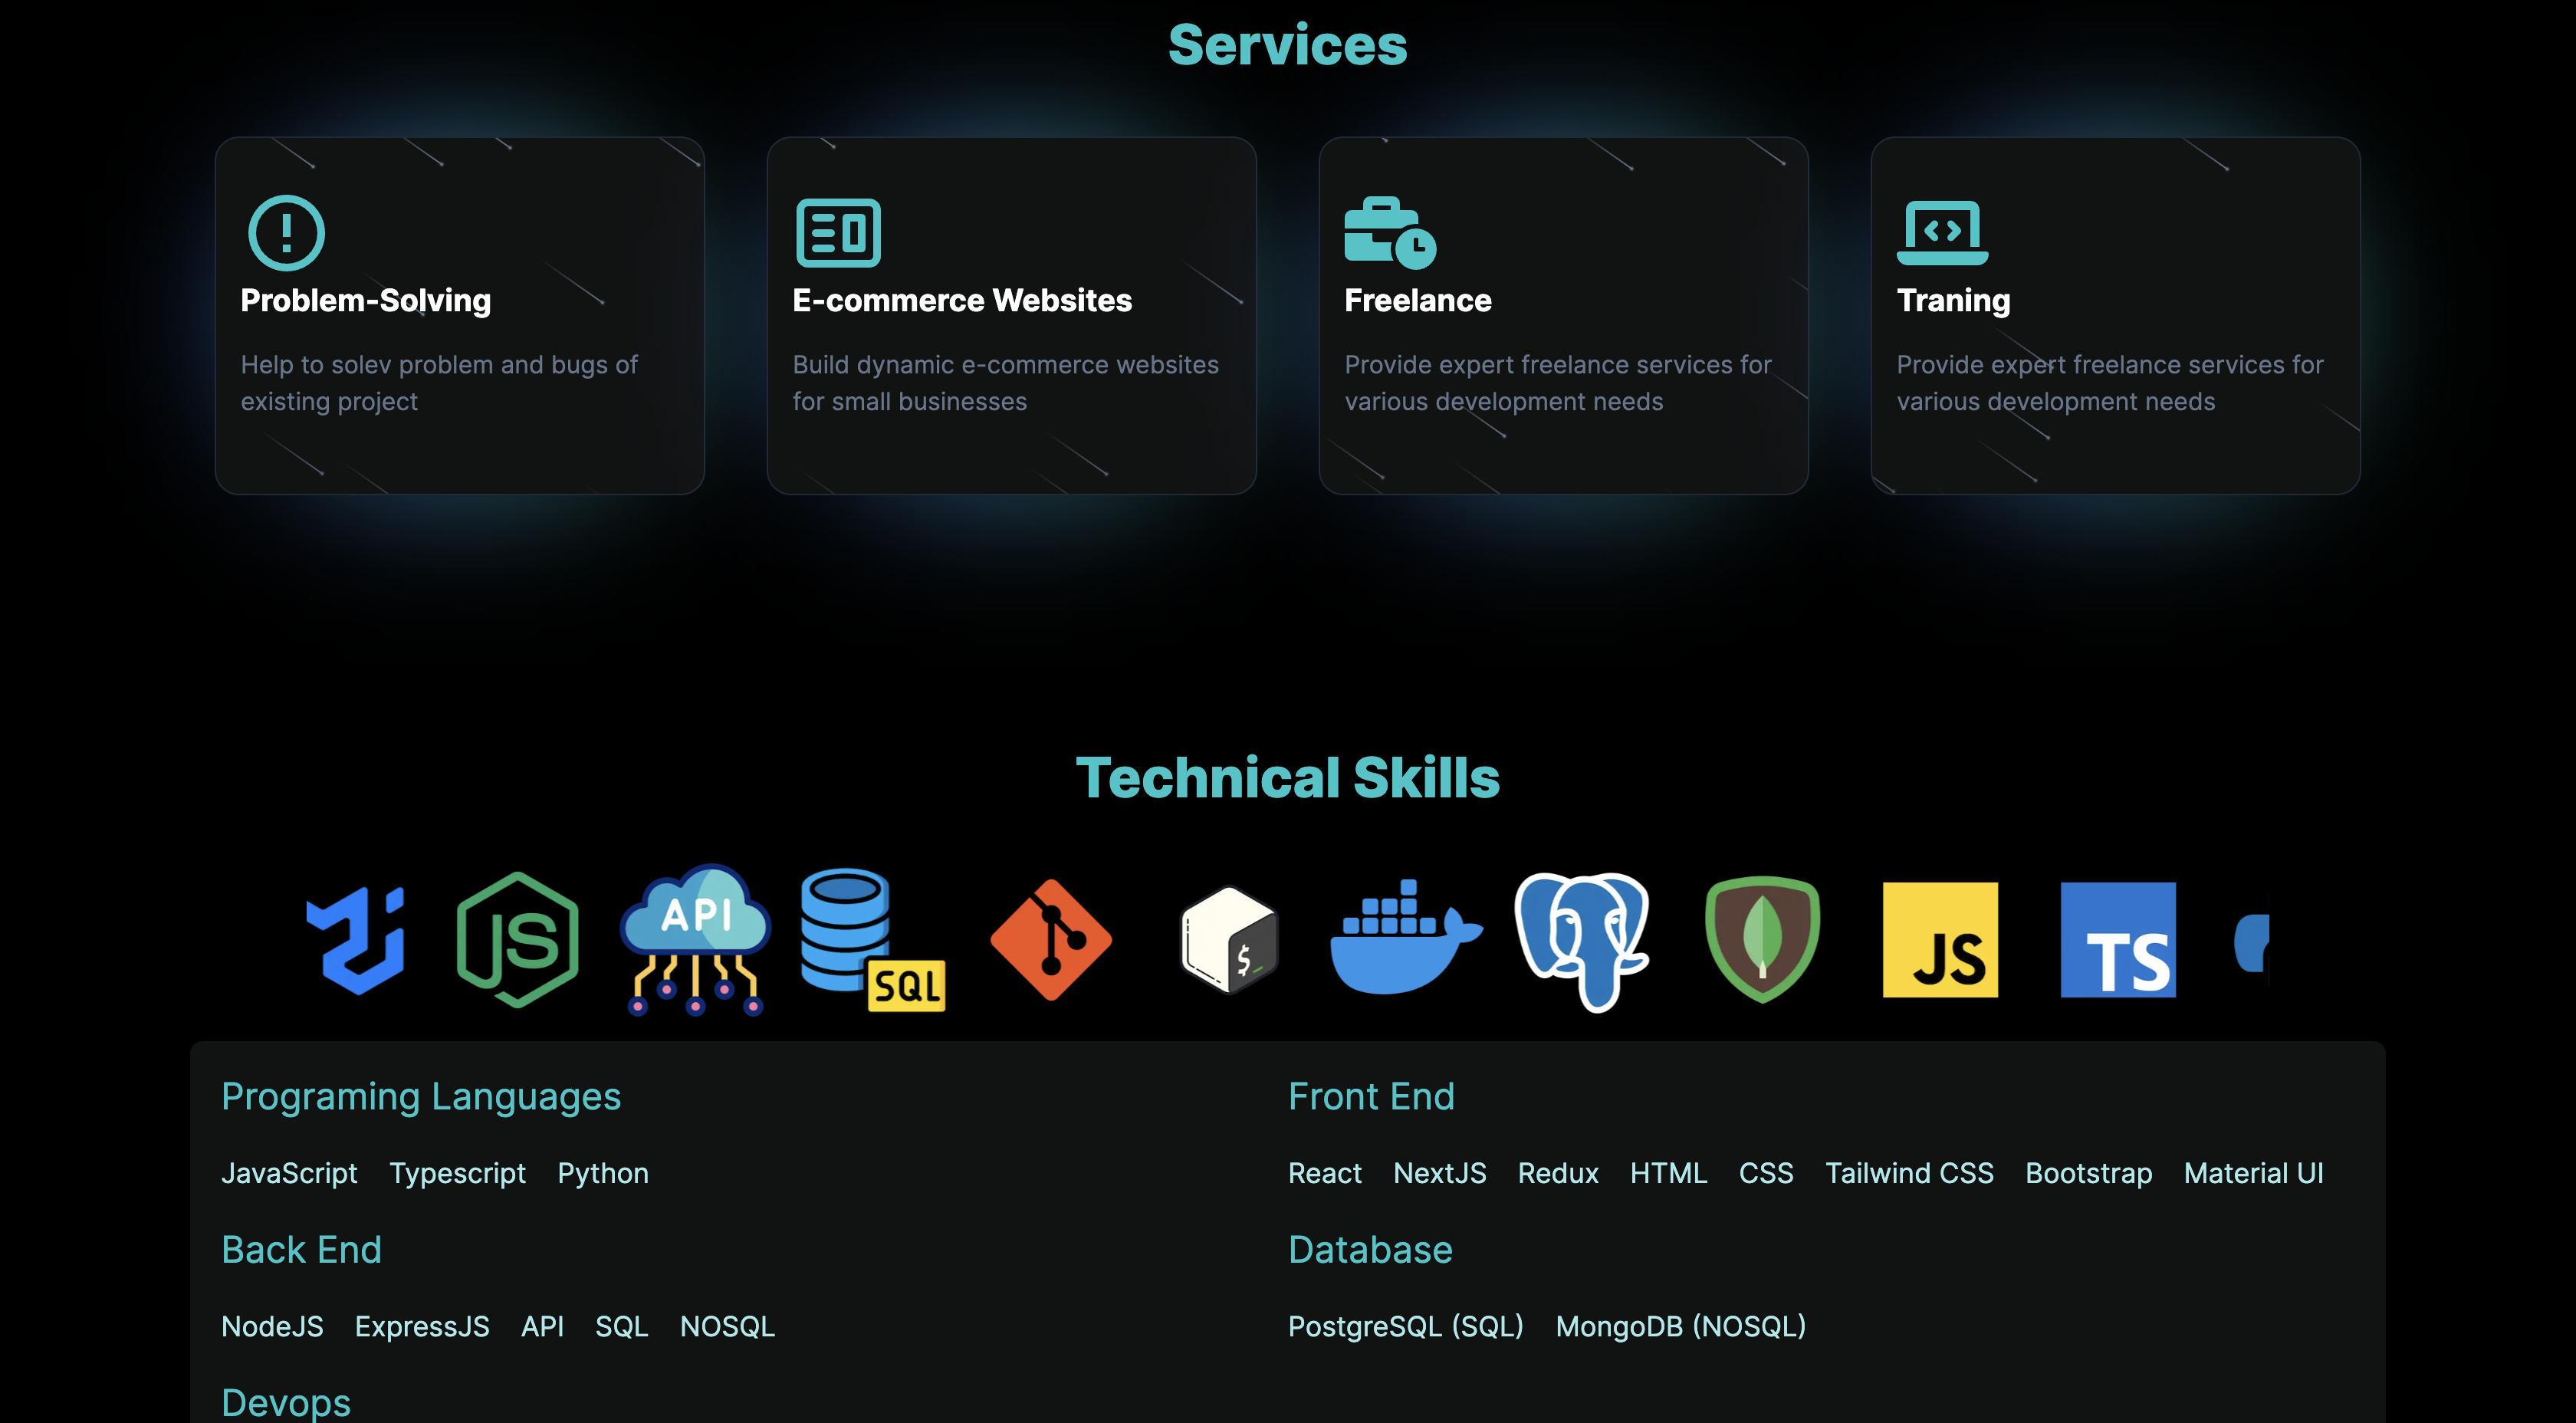 Services
Problem-Solving
Help to solev problem and bugs of
existing project
E-commerce Websites
Build dynamic e-commerce websites
for small businesses
Freelance
Provide expert freelance services for
various development needs
Traning
Provide expert freelance services for
various development needs
Technical Skills
JS
API
SQL
$_
JS
TS
Programing Languages
JavaScript Typescript Python
Front End
React NextJS Redux HTML CSS Tailwind CSS Bootstrap Material UI
Back End
NodeJS ExpressJS API SQL NOSQL
Database
PostgreSQL (SQL) MongoDB (NOSQL)
Devops